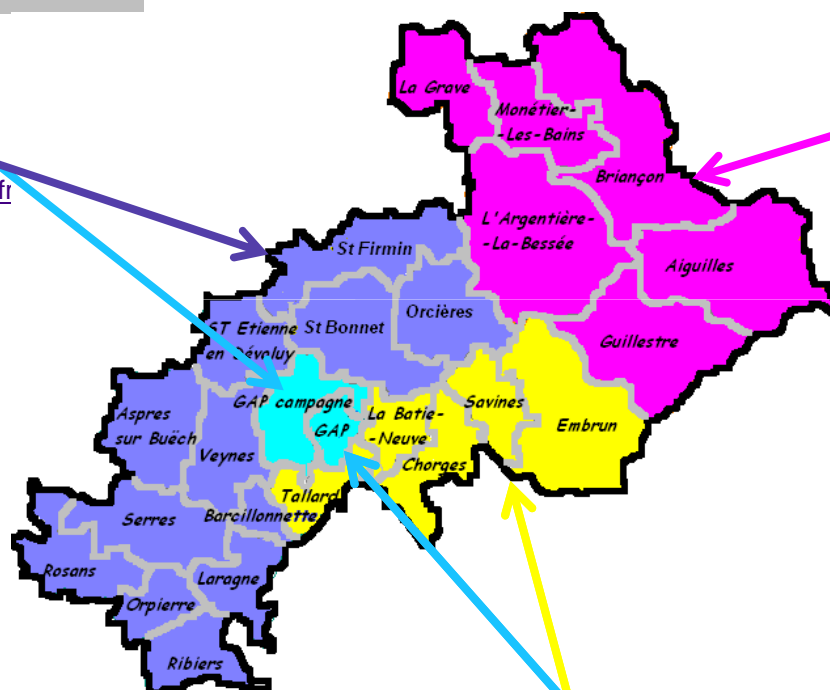 La Grave
Monétier-
-Les-Bains
Briançon
fr
L'Argentière-
-La-Bessée
St Firmin
Aiguilles
Orcières
ST Etienne
en Dévoluy
St Bonnet
Guillestre
GAP campagne
Savines
Aspres
sur Buëch
La Batie-
-Neuve
GAP
Embrun
Veynes
Chorges
Tallard
Serres
Barcillonnette
Rosans
Laragne
Orpierre
Ribiers